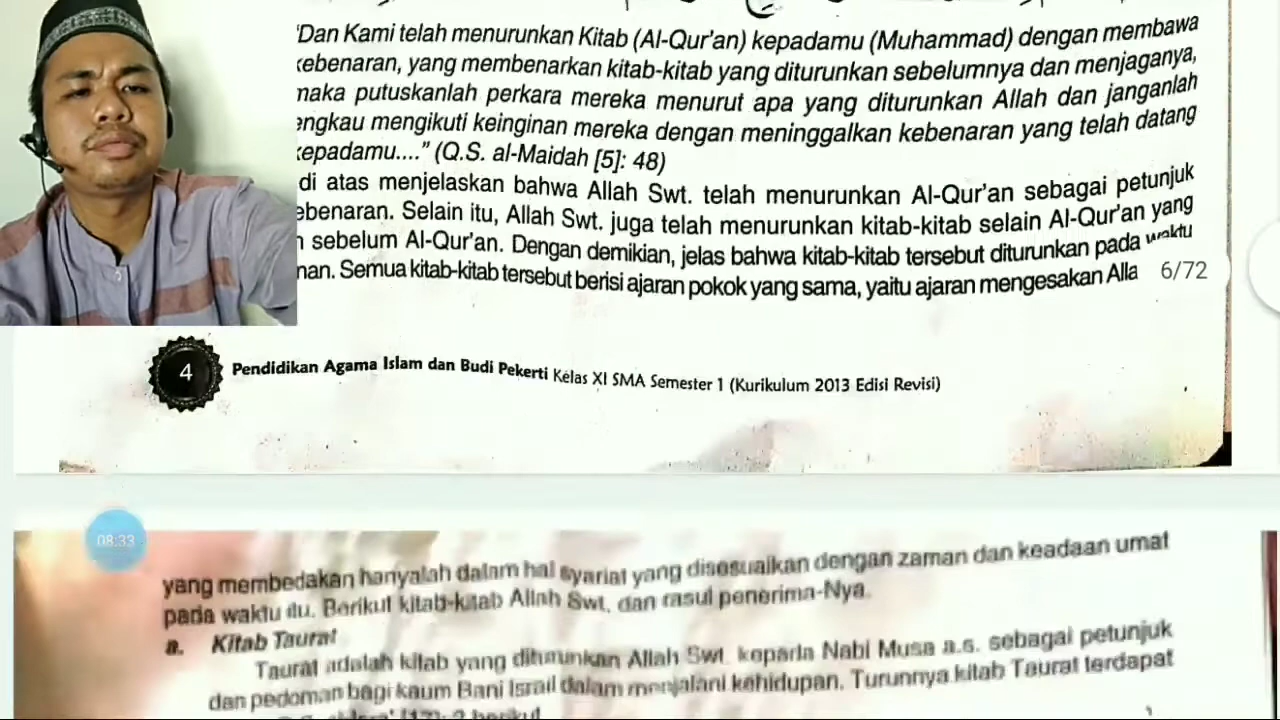 "Dan Kami telah menurunkan Kitab (Al-Qur'an) kepadamu (Muhammad) dengan membawa
kebenaran, yang membenarkan kitab-kitab yang diturunkan sebelumnya dan menjaganya,
maka putuskanlah perkara mereka menurut apa yang diturunkan Allah dan janganlah
engkau mengikuti keinginan mereka dengan meninggalkan kebenaran yang telah datang
kepadamu...." (Q.S. al-Maidah [5]: 48)
di atas menjelaskan bahwa Allah Swt. telah menurunkan Al-Qur'an sebagai petunjuk
ebenaran. Selain itu, Allah Swt. juga telah menurunkan kitab-kitab selain Al-Qur'an yang
n sebelum Al-Qur'an. Dengan demikian, jelas bahwa kitab-kitab tersebut diturunkan pada waktu
nan. Semua kitab-kitab tersebut berisi ajaran pokok yang sama, yaitu ajaran mengesakan Alla
6/72
4 Pendidikan Agama Islam dan Budi Pekerti Kelas XI SMA Semester 1 (Kurikulum 2013 Edisi Revisi)
08:33
yang membedakan hanyalah dalam hal syariat yang disesuaikan dengan zaman dan keadaan umat
pada waktu itu. Berikut kitab-kitab Allah Swt. dan rasul penerima-Nya.
a. Kitab Taurat
Taurat adalah kitab yang diturunkan Allah Swt. kepada Nabi Musa a.s. sebagai petunjuk
dan pedoman bagi kaum Bani Israil dalam menjalani kehidupan. Turunnya kitab Taurat terdapat
[17]: 2 berikut